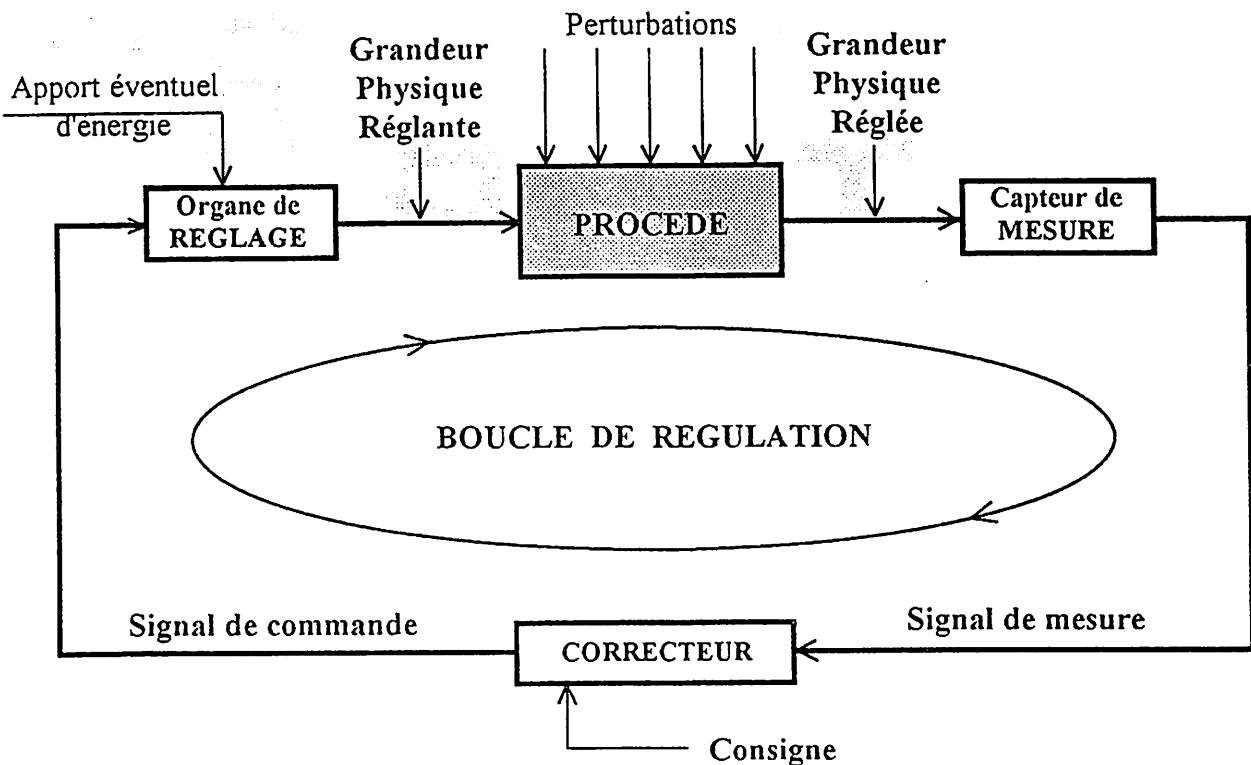 Perturbations
Grandeur
Physique
Réglante
Grandeur
Physique
Réglée
Apport éventuel
d'énergie
Organe de
REGLAGE
PROCEDE
Capteur de
MESURE
BOUCLE DE REGULATION
Signal de commande
Signal de mesure
CORRECTEUR
Consigne